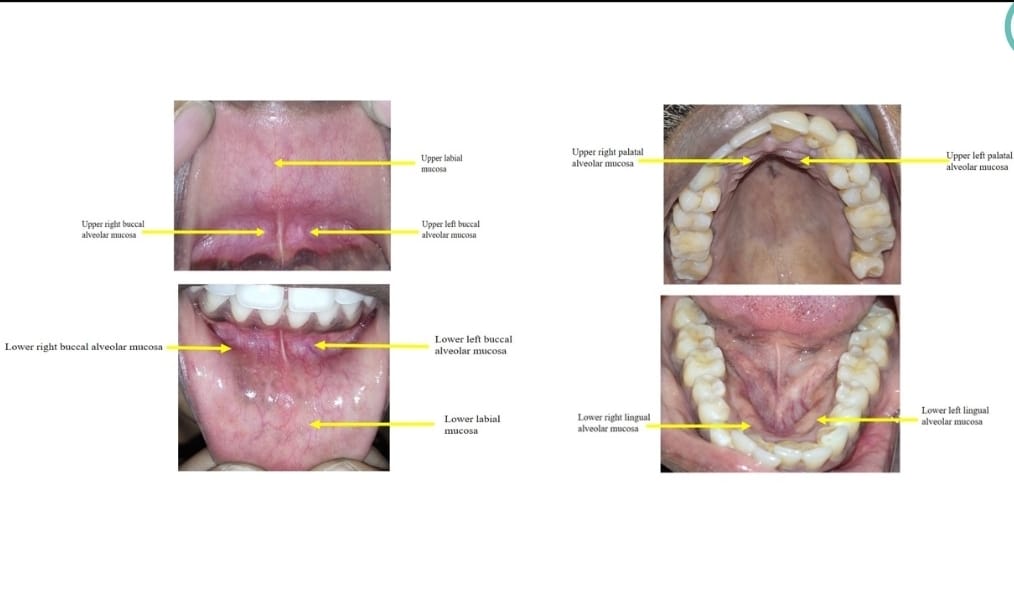 Upper labial
mucosa
Upper right buccal
alveolar mucosa
Upper left buccal
alveolar mucosa
Lower right buccal alveolar mucosa
Lower left buccal
alveolar mucosa
Lower labial
mucosa
Upper right palatal
alveolar mucosa
Upper left palatal
alveolar mucosa
Lower right lingual
alveolar mucosa
Lower left lingual
alveolar mucosa